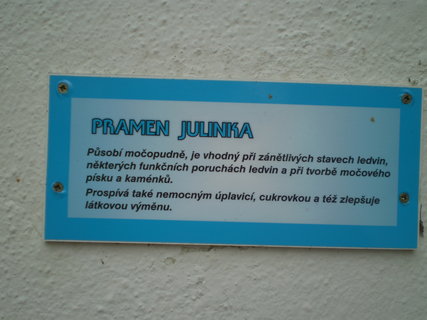 PRAMEN JULINKA
Působí močopudně, je vhodný při zánětlivých stavech ledvin,
některých funkčních poruchách ledvin a při tvorbě močového
písku a kaménků.
Prospívá také nemocným úplavicí, cukrovkou a též zlepšuje
látkovou výměnu.